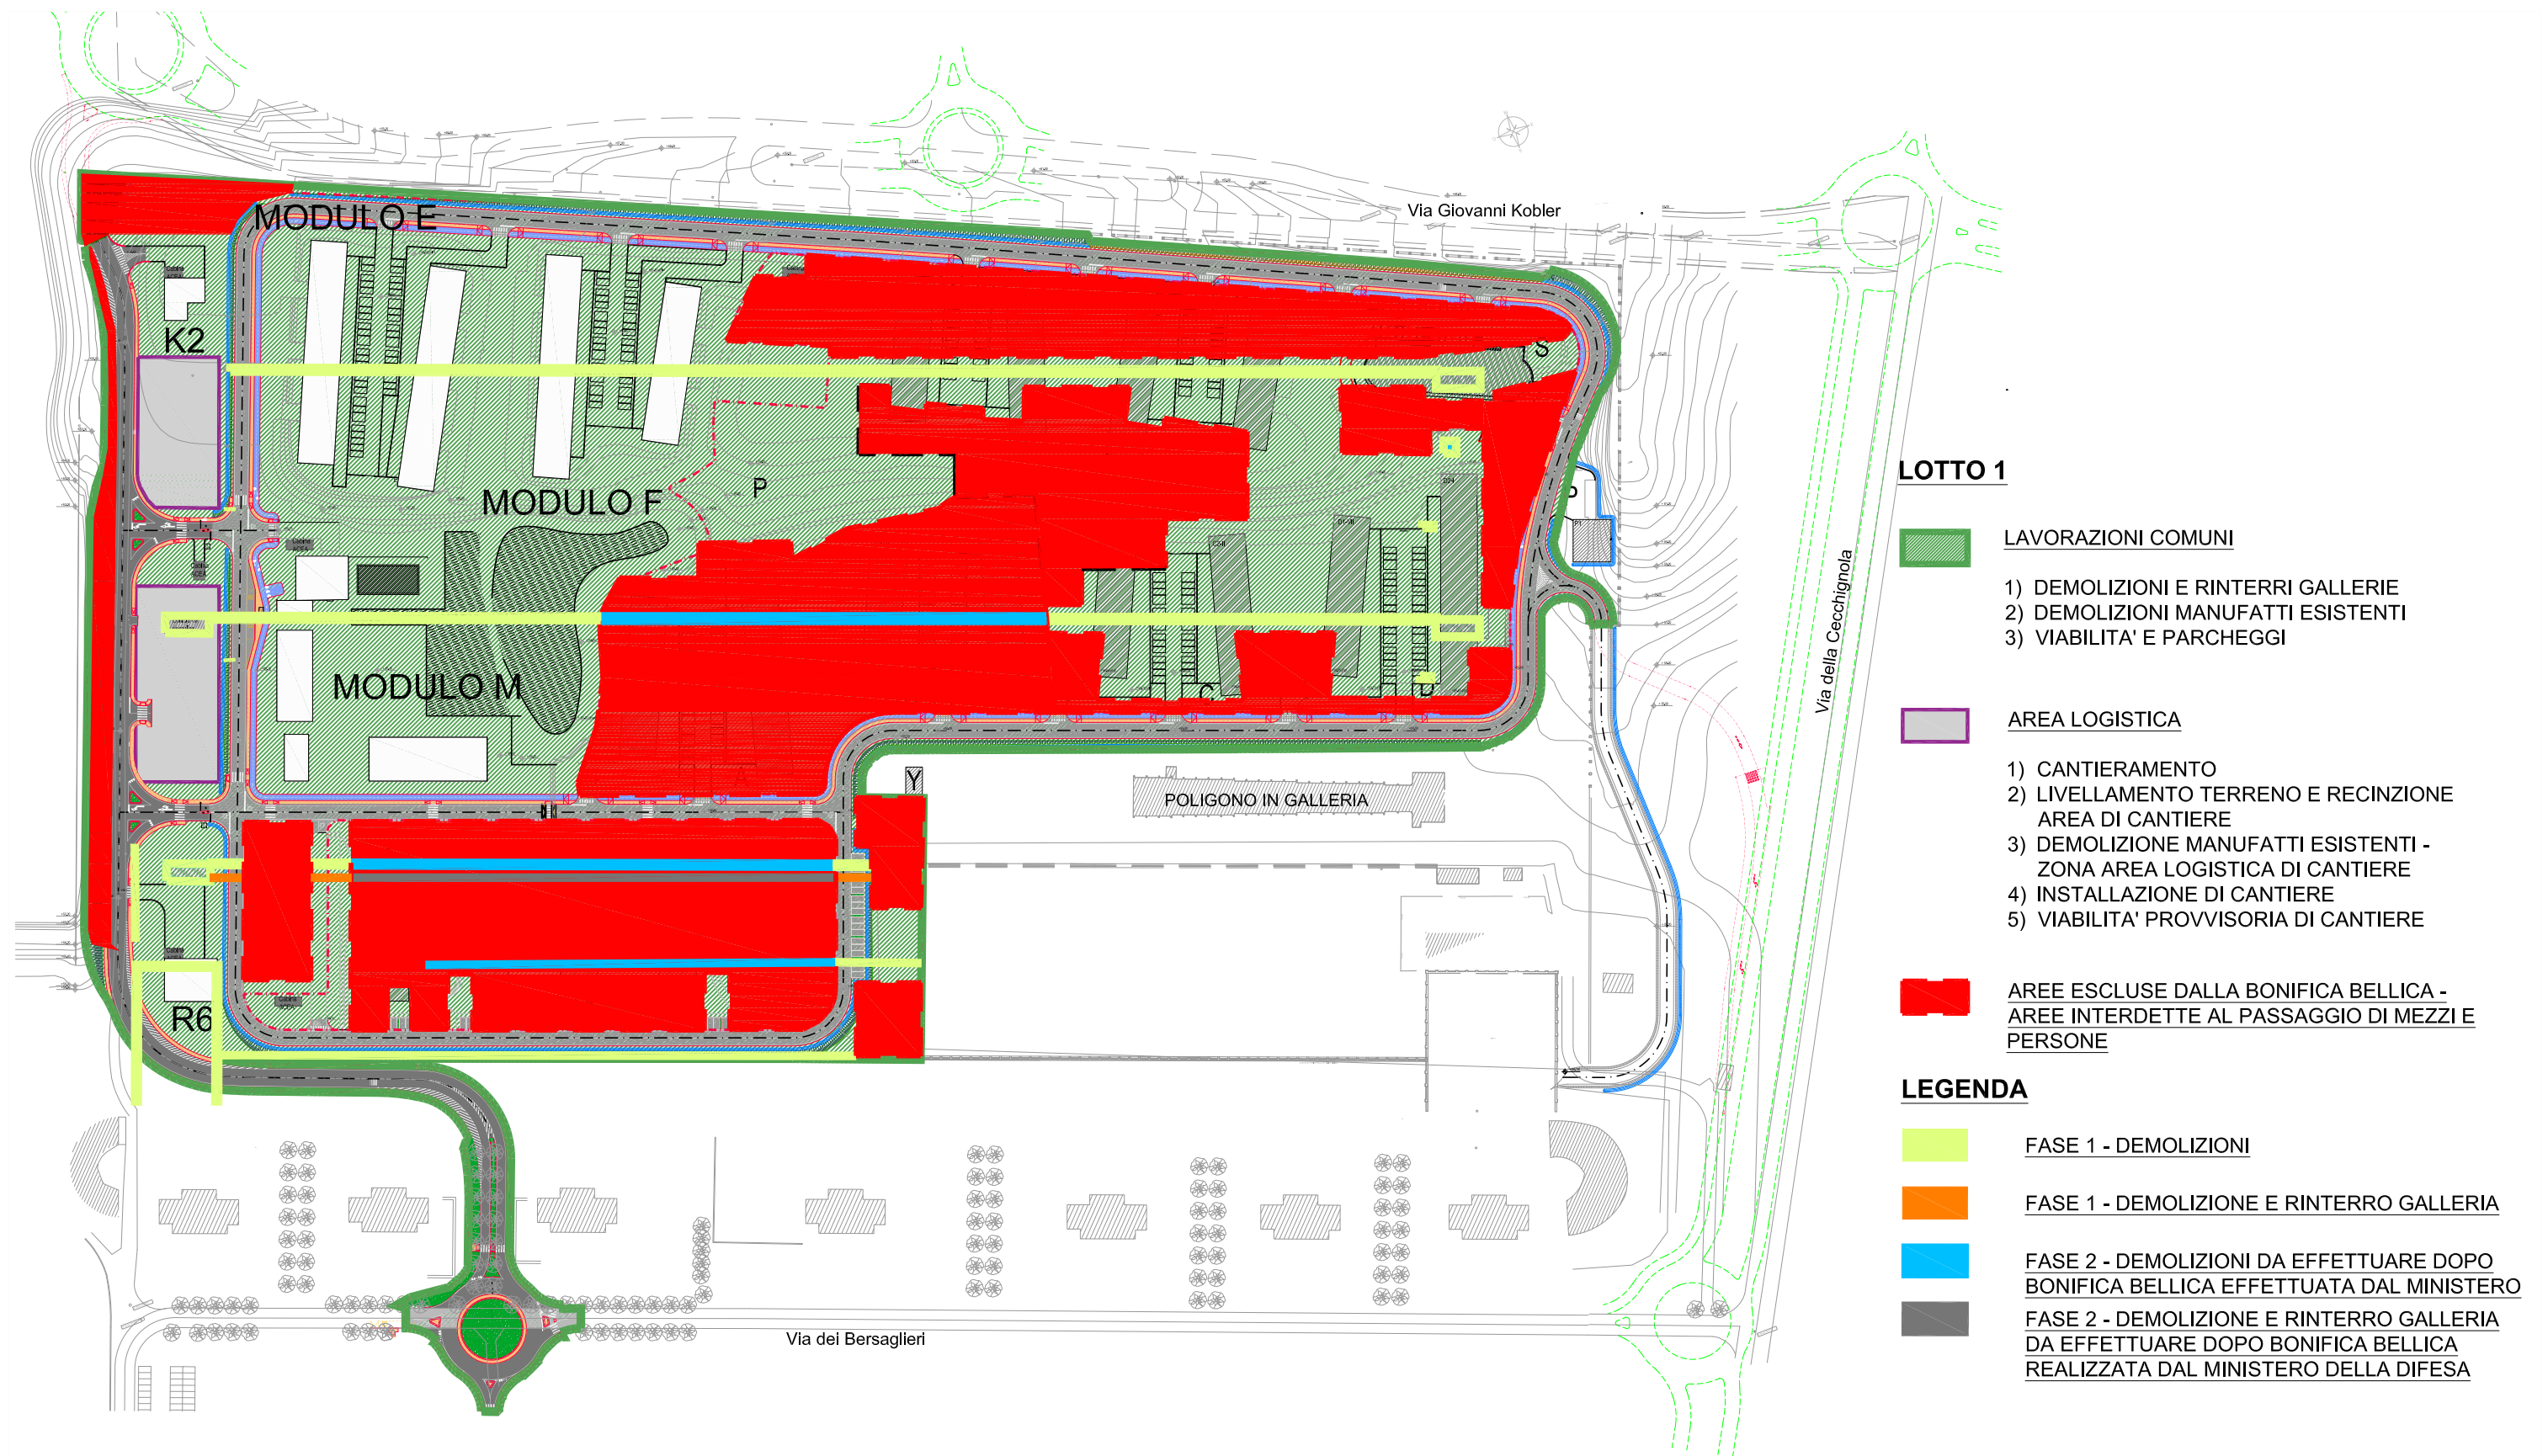 MODULO E
Via Giovanni Kobler
K2
S
MODULO F
P
MODULO M
C
D
Y
POLIGONO IN GALLERIA
R6
Via della Cecchignola
Via dei Bersaglieri
LOTTO 1
LAVORAZIONI COMUNI
1) DEMOLIZIONI E RINTERRI GALLERIE
2) DEMOLIZIONI MANUFATTI ESISTENTI
3) VIABILITA' E PARCHEGGI
AREA LOGISTICA
1) CANTIERAMENTO
2) LIVELLAMENTO TERRENO E RECINZIONE
AREA DI CANTIERE
3) DEMOLIZIONE MANUFATTI ESISTENTI -
ZONA AREA LOGISTICA DI CANTIERE
4) INSTALLAZIONE DI CANTIERE
5) VIABILITA' PROVVISORIA DI CANTIERE
AREE ESCLUSE DALLA BONIFICA BELLICA -
AREE INTERDETTE AL PASSAGGIO DI MEZZI E
PERSONE
LEGENDA
FASE 1 - DEMOLIZIONI
FASE 1 - DEMOLIZIONE E RINTERRO GALLERIA
FASE 2 - DEMOLIZIONI DA EFFETTUARE DOPO
BONIFICA BELLICA EFFETTUATA DAL MINISTERO
FASE 2 - DEMOLIZIONE E RINTERRO GALLERIA
DA EFFETTUARE DOPO BONIFICA BELLICA
REALIZZATA DAL MINISTERO DELLA DIFESA